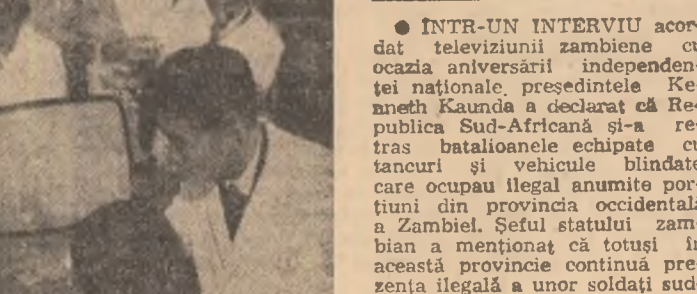 ● ÎNTR-UN INTERVIU acor-
dat televiziunii zambiene cu
ocazia aniversării independen-
ței naționale, președintele Ke-
nneth Kaunda a declarat că Re-
publica Sud-Africană și-a re-
tras batalioanele echipate cu
tancuri și vehicule blindate
care ocupau ilegal anumite por-
țiuni din provincia occidentală
a Zambiei. Șeful statului zam-
bian a menționat că totuși în
această provincie continuă pre-
zența ilegală a unor soldați sud-